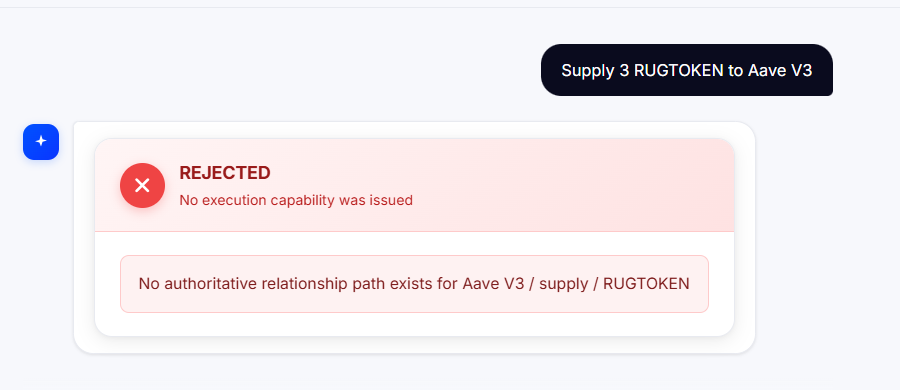 Supply 3 RUGTOKEN to Aave V3
REJECTED
No execution capability was issued
No authoritative relationship path exists for Aave V3 / supply / RUGTOKEN